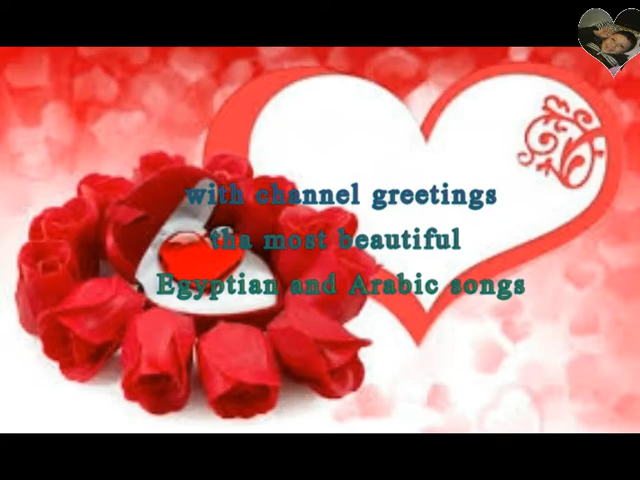 with channel greetings
tha most beautiful
Egyptian and Arabic songs